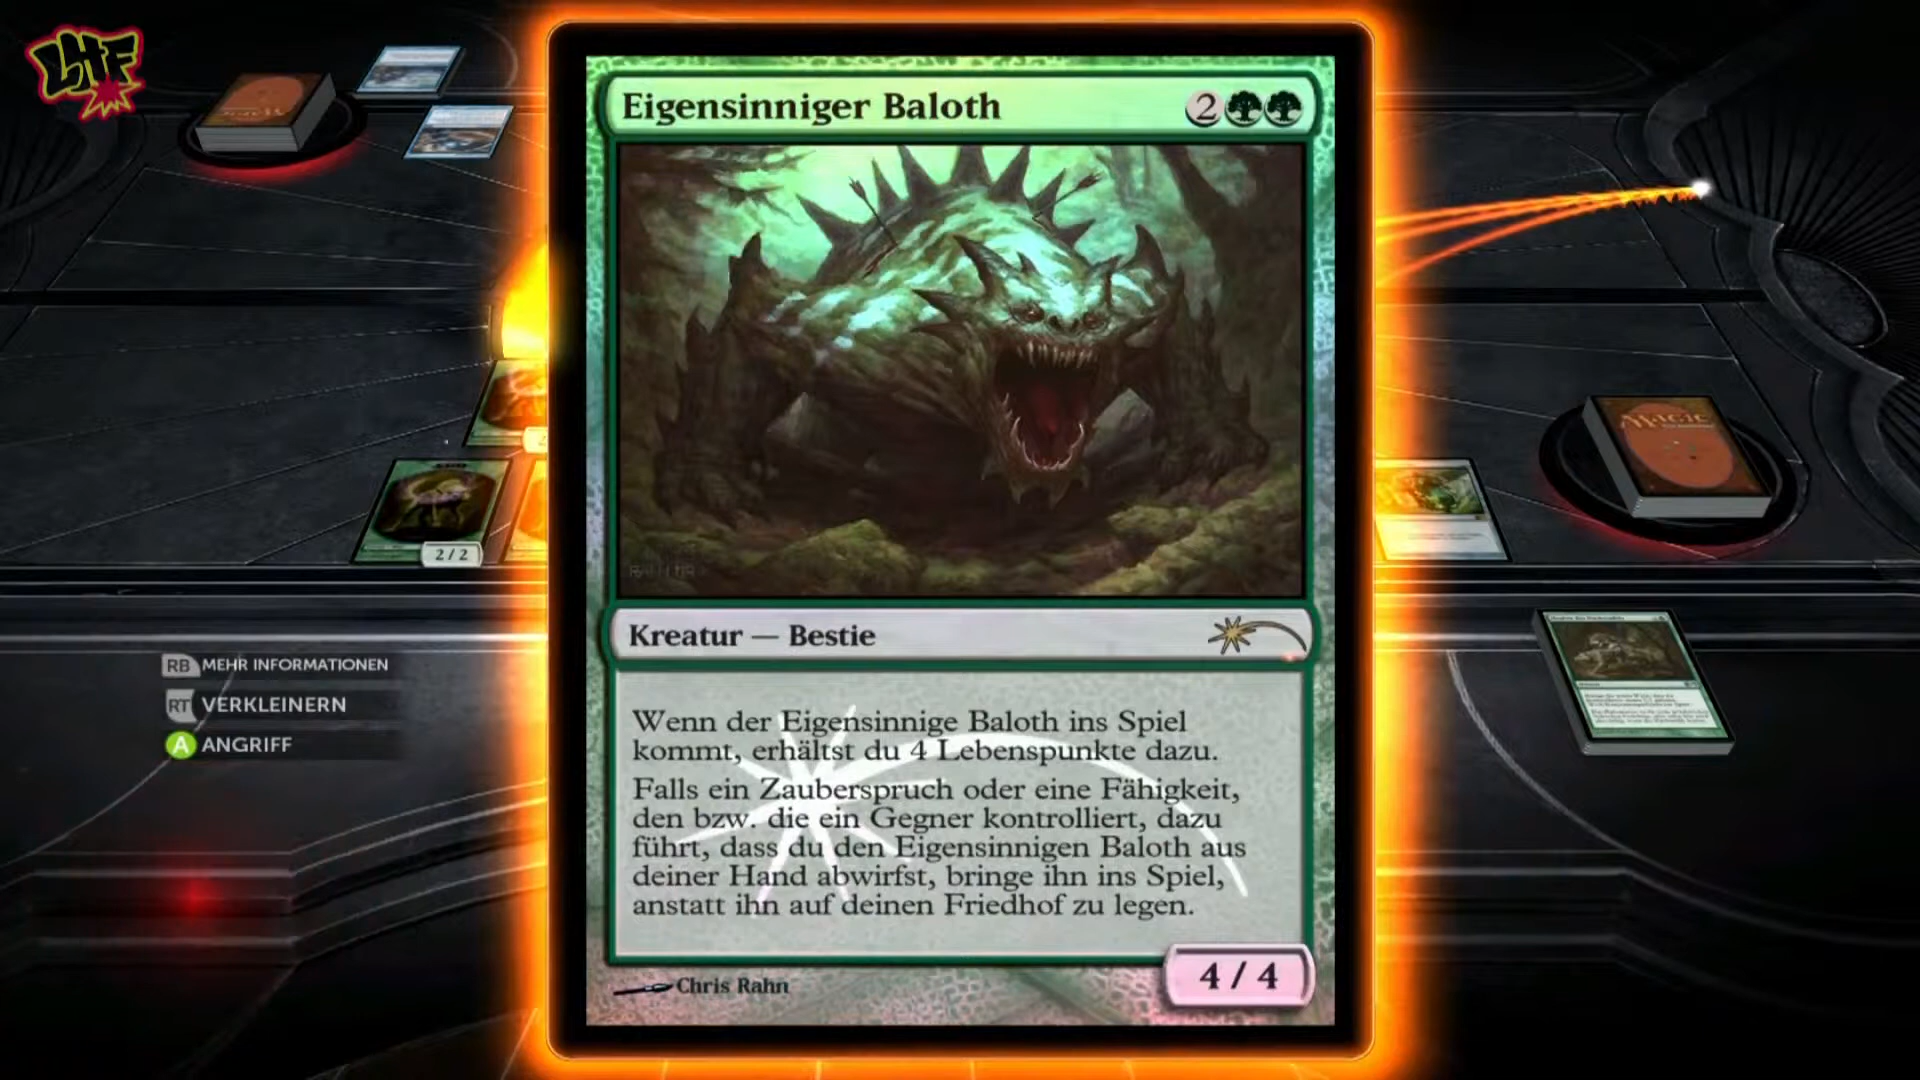 LHF
Eigensinniger Baloth
2
Kreatur — Bestie
Wenn der Eigensinnige Baloth ins Spiel
kommt, erhältst du 4 Lebenspunkte dazu.
Falls ein Zauberspruch oder eine Fähigkeit,
den bzw. die ein Gegner kontrolliert, dazu
führt, dass du den Eigensinnigen Baloth aus
deiner Hand abwirfst, bringe ihn ins Spiel,
anstatt ihn auf deinen Friedhof zu legen.
Chris Rahn
4 / 4
2 / 2
RB MEHR INFORMATIONEN
RT VERKLEINERN
A ANGRIFF
MAGIC